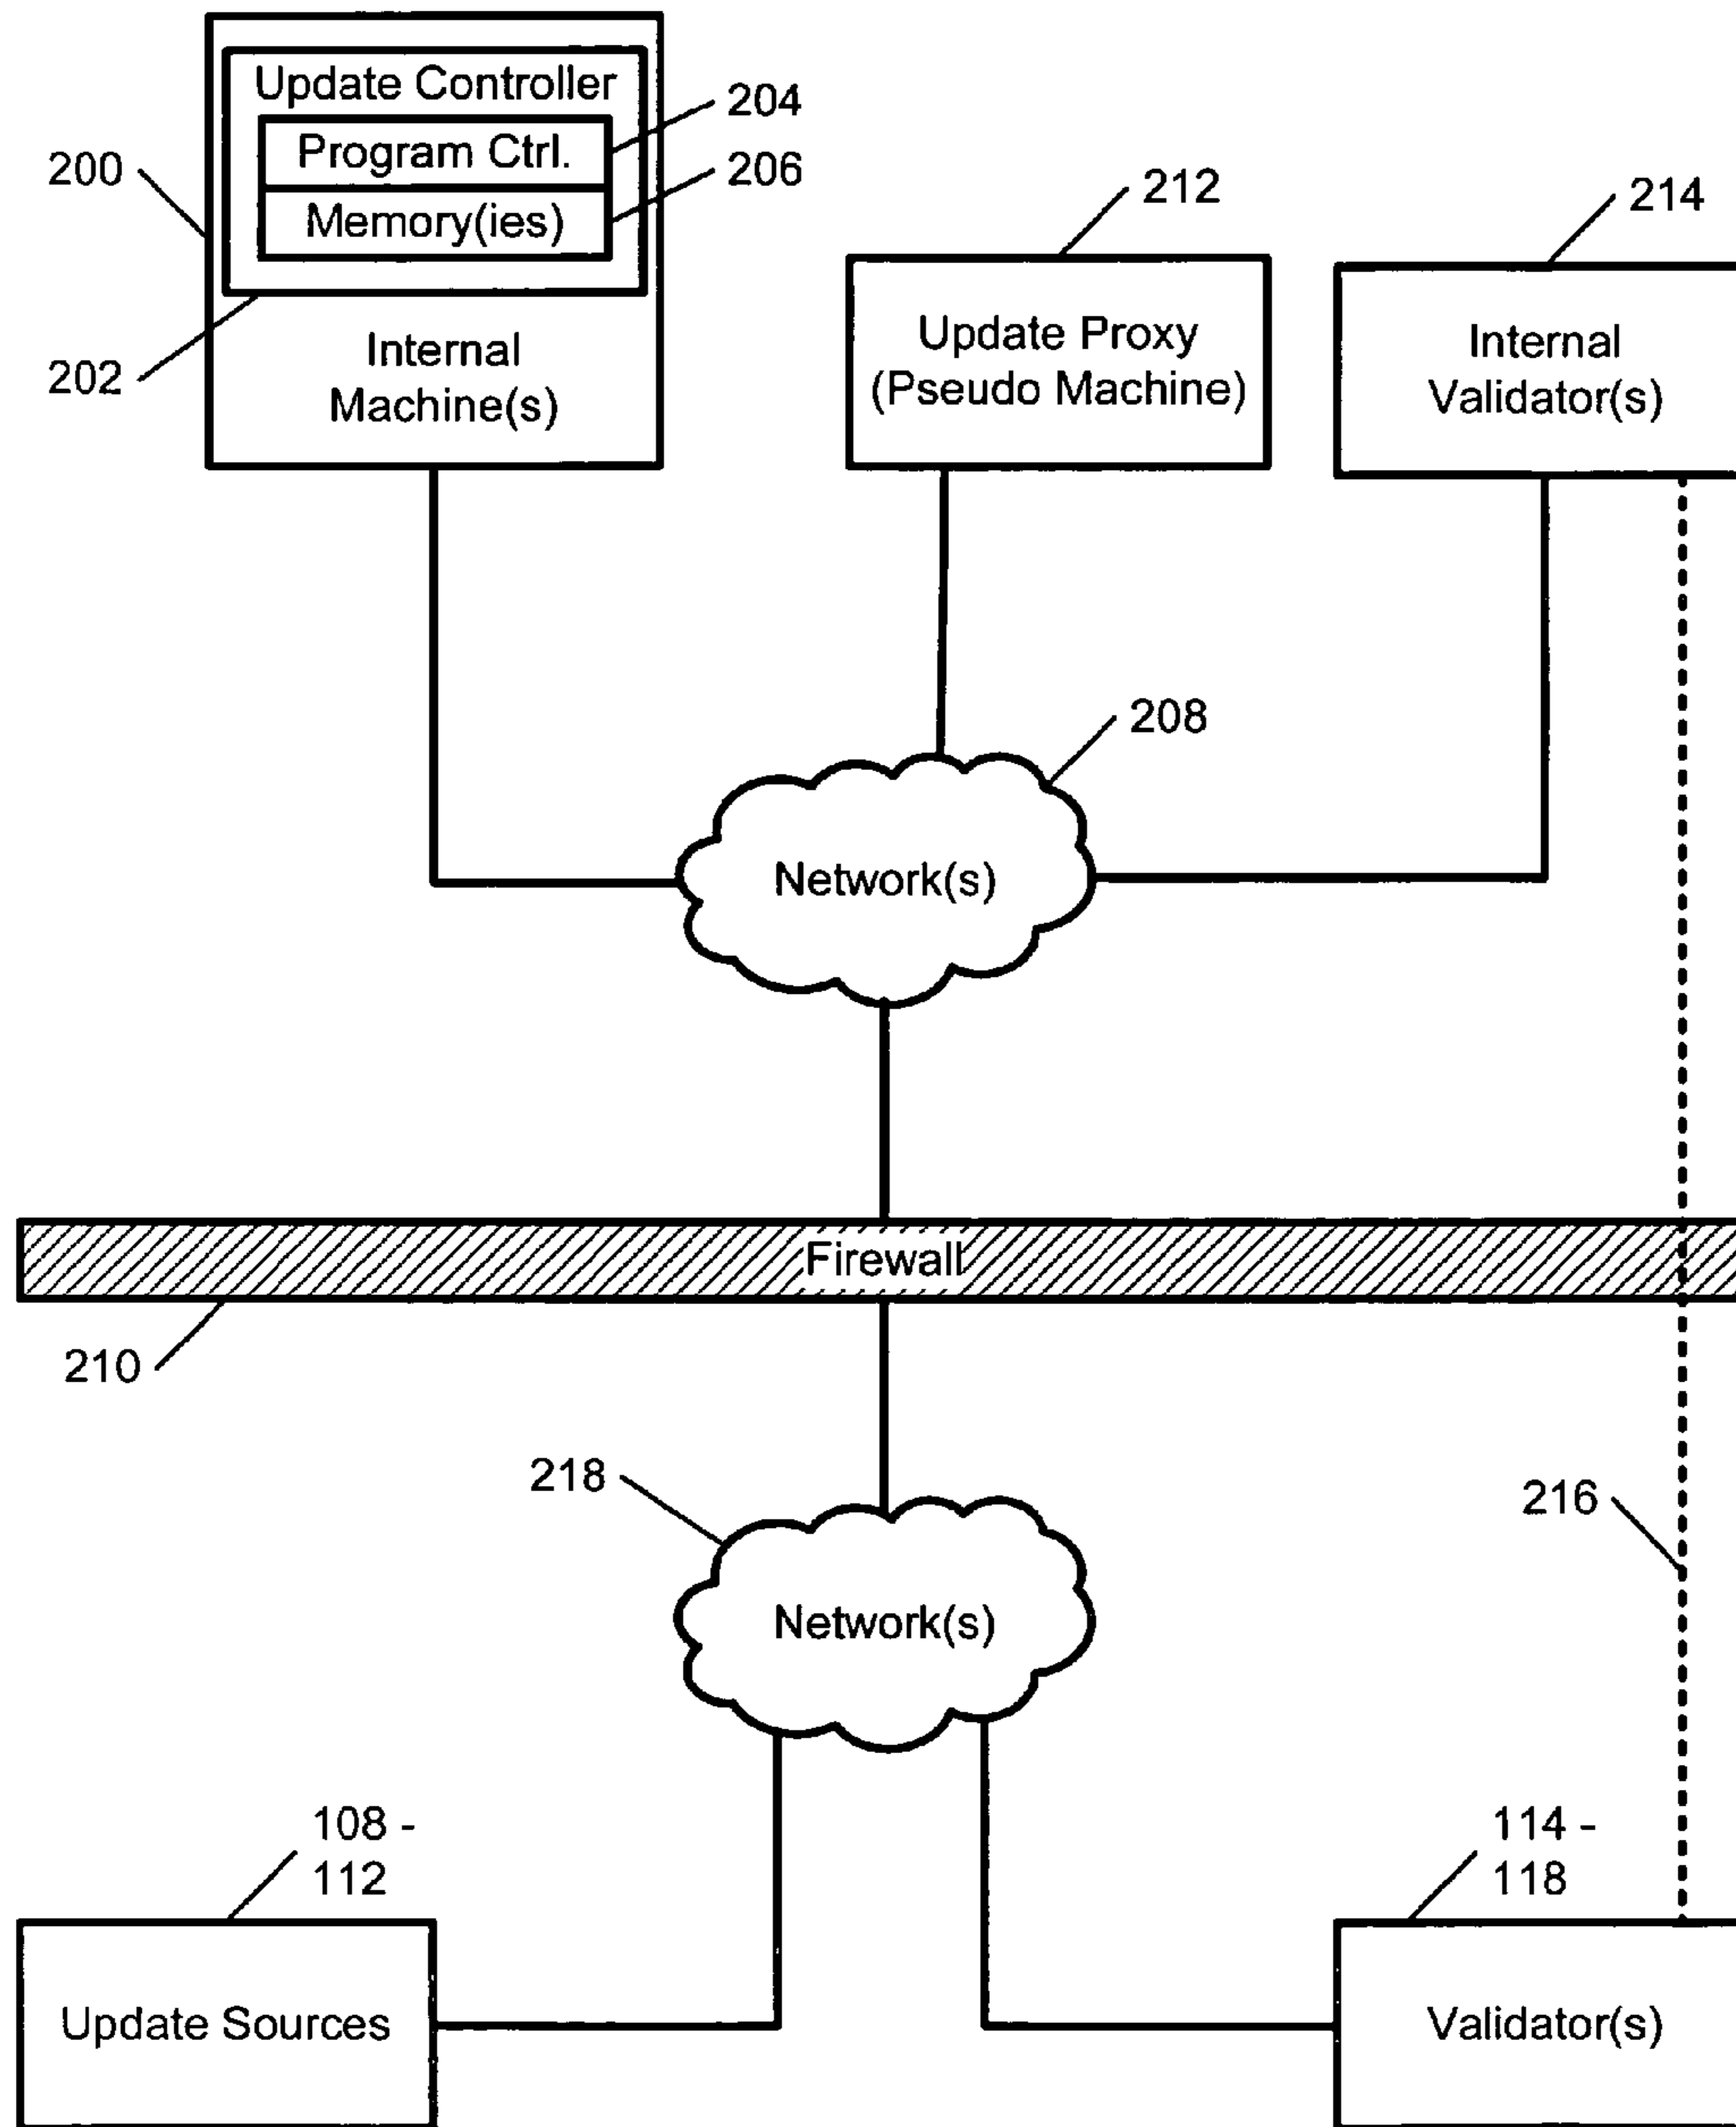 Update Controller
204
Program Ctrl.
206
200
Memory(ies)
212
214
202
Internal
Machine(s)
Update Proxy
(Pseudo Machine)
Internal
Validator(s)
208
Network(s)
Firewall
210
218
216
Network(s)
108 -
112
114 -
118
Update Sources
Validator(s)